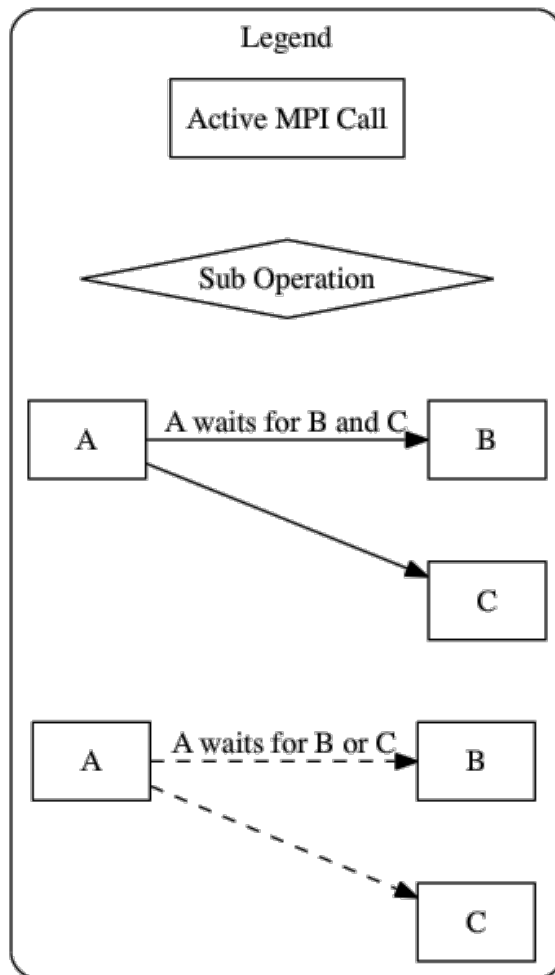 Legend
Active MPI Call
Sub Operation
A
A waits for B and C
B
C
A
A waits for B or C
B
C